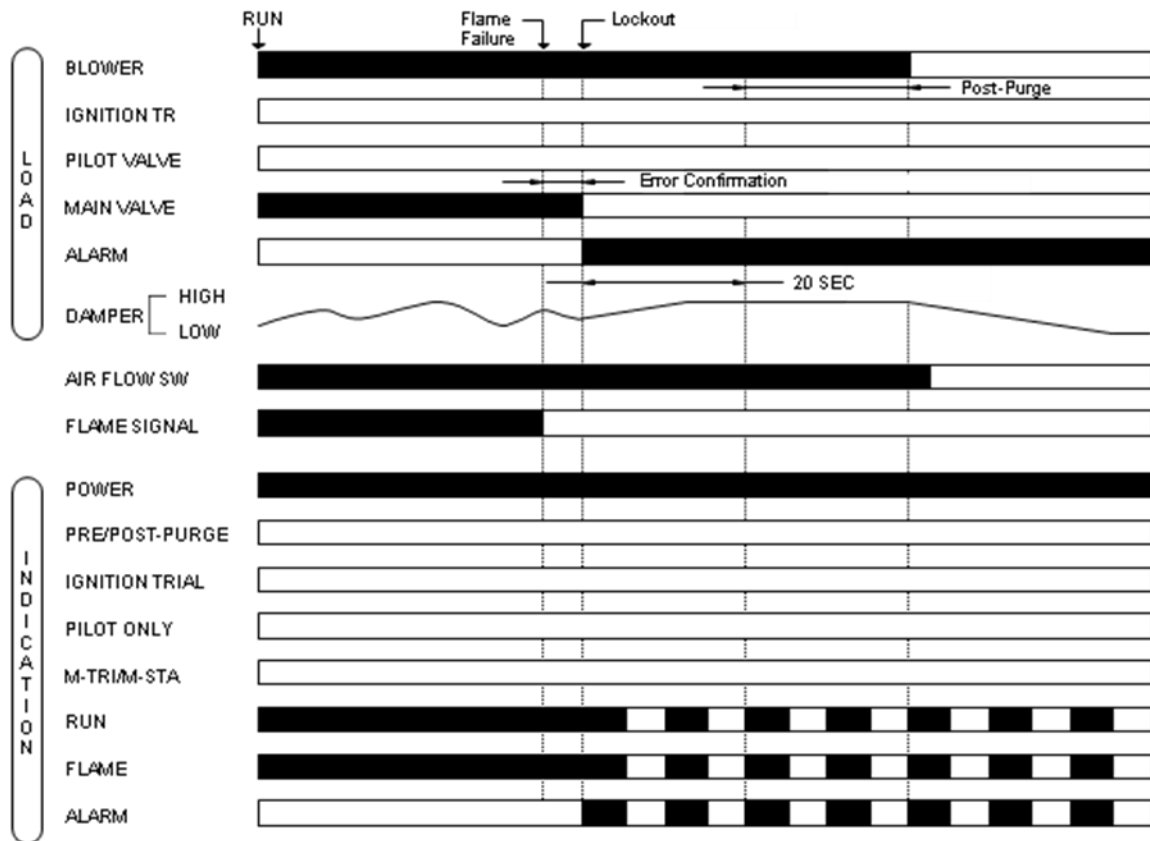 RUN
Flame
Failure
Lockout
LOAD
BLOWER
Post-Purge
IGNITION TR
PILOT VALVE
Error Confirmation
MAIN VALVE
ALARM
20 SEC
DAMPER
HIGH
LOW
AIR FLOW SW
FLAME SIGNAL
INDICATION
POWER
PRE/POST-PURGE
IGNITION TRIAL
PILOT ONLY
M-TRI/M-STA
RUN
FLAME
ALARM